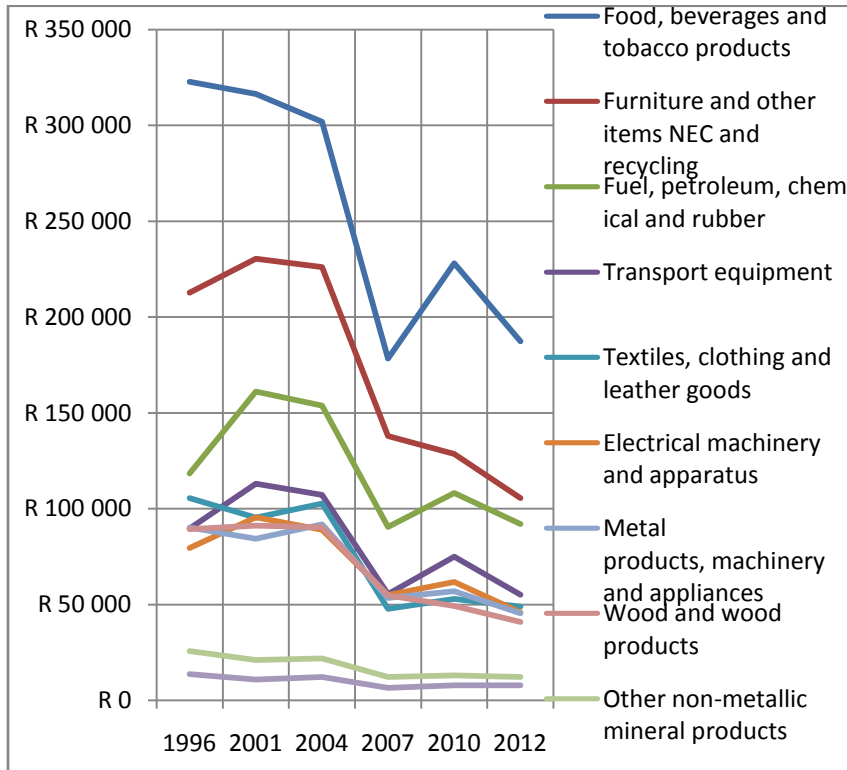 R 350 000
R 300 000
R 250 000
R 200 000
R 150 000
R 100 000
R 50 000
R 0
1996 2001 2004 2007 2010 2012
Food, beverages and
tobacco products
Furniture and other
items NEC and
recycling
Fuel, petroleum, chem
ical and rubber
Transport equipment
Textiles, clothing and
leather goods
Electrical machinery
and apparatus
Metal
products, machinery
and appliances
Wood and wood
products
Other non-metallic
mineral products